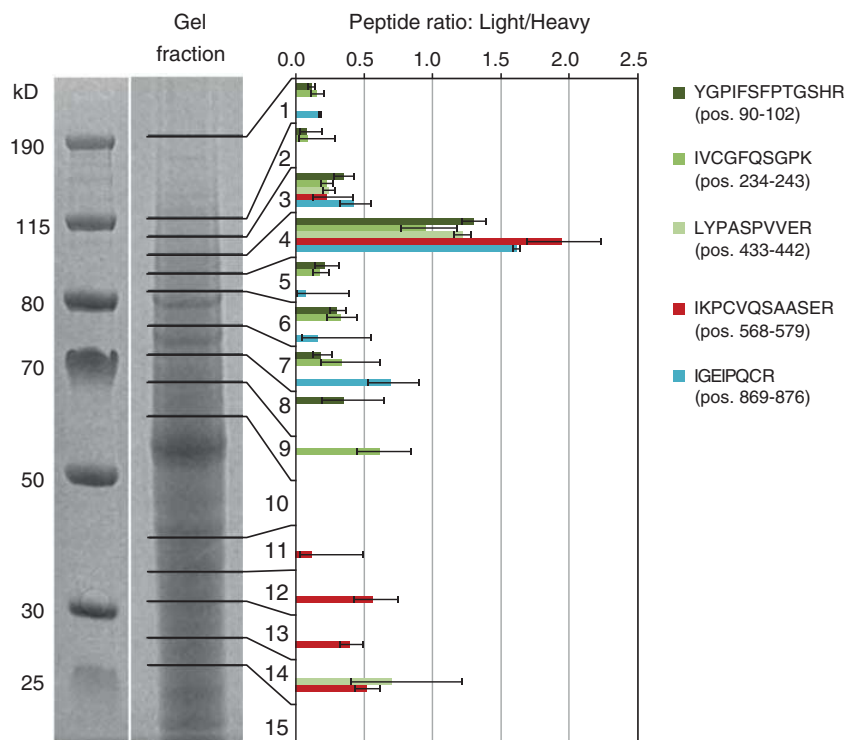 Gel fraction
Peptide ratio: Light/Heavy
0.0 0.5 1.0 1.5 2.0 2.5
kD
190
115
80
70
50
30
25
1
2
3
4
5
6
7
8
9
10
11
12
13
14
15
YGPIFSFPTGSHR
(pos. 90-102)
IVCGFQSGPK
(pos. 234-243)
LYPASPVVER
(pos. 433-442)
IKPCVQSAASER
(pos. 568-579)
IGEIPQCR
(pos. 869-876)